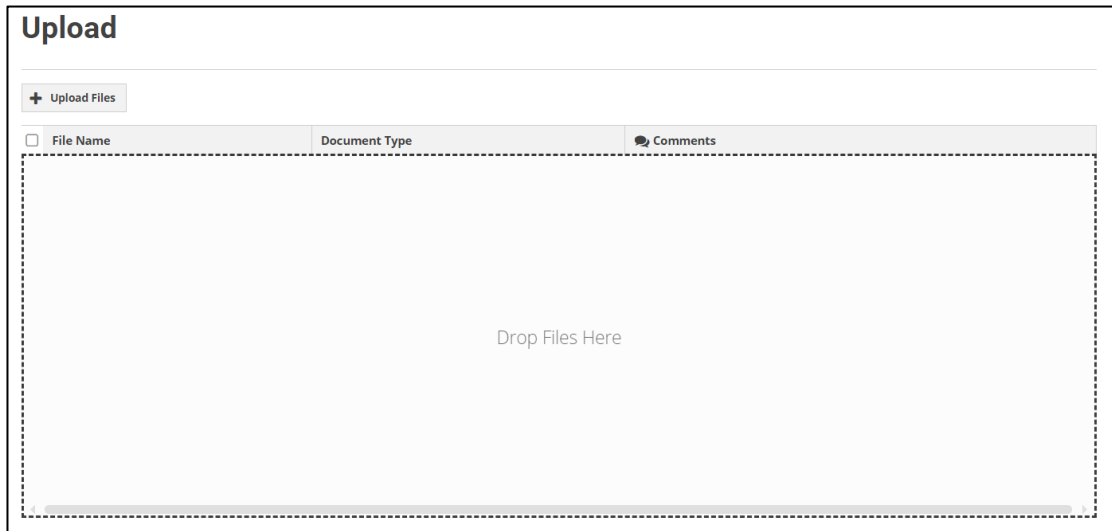 Upload
Upload Files
File Name Document Type Comments
Drop Files Here